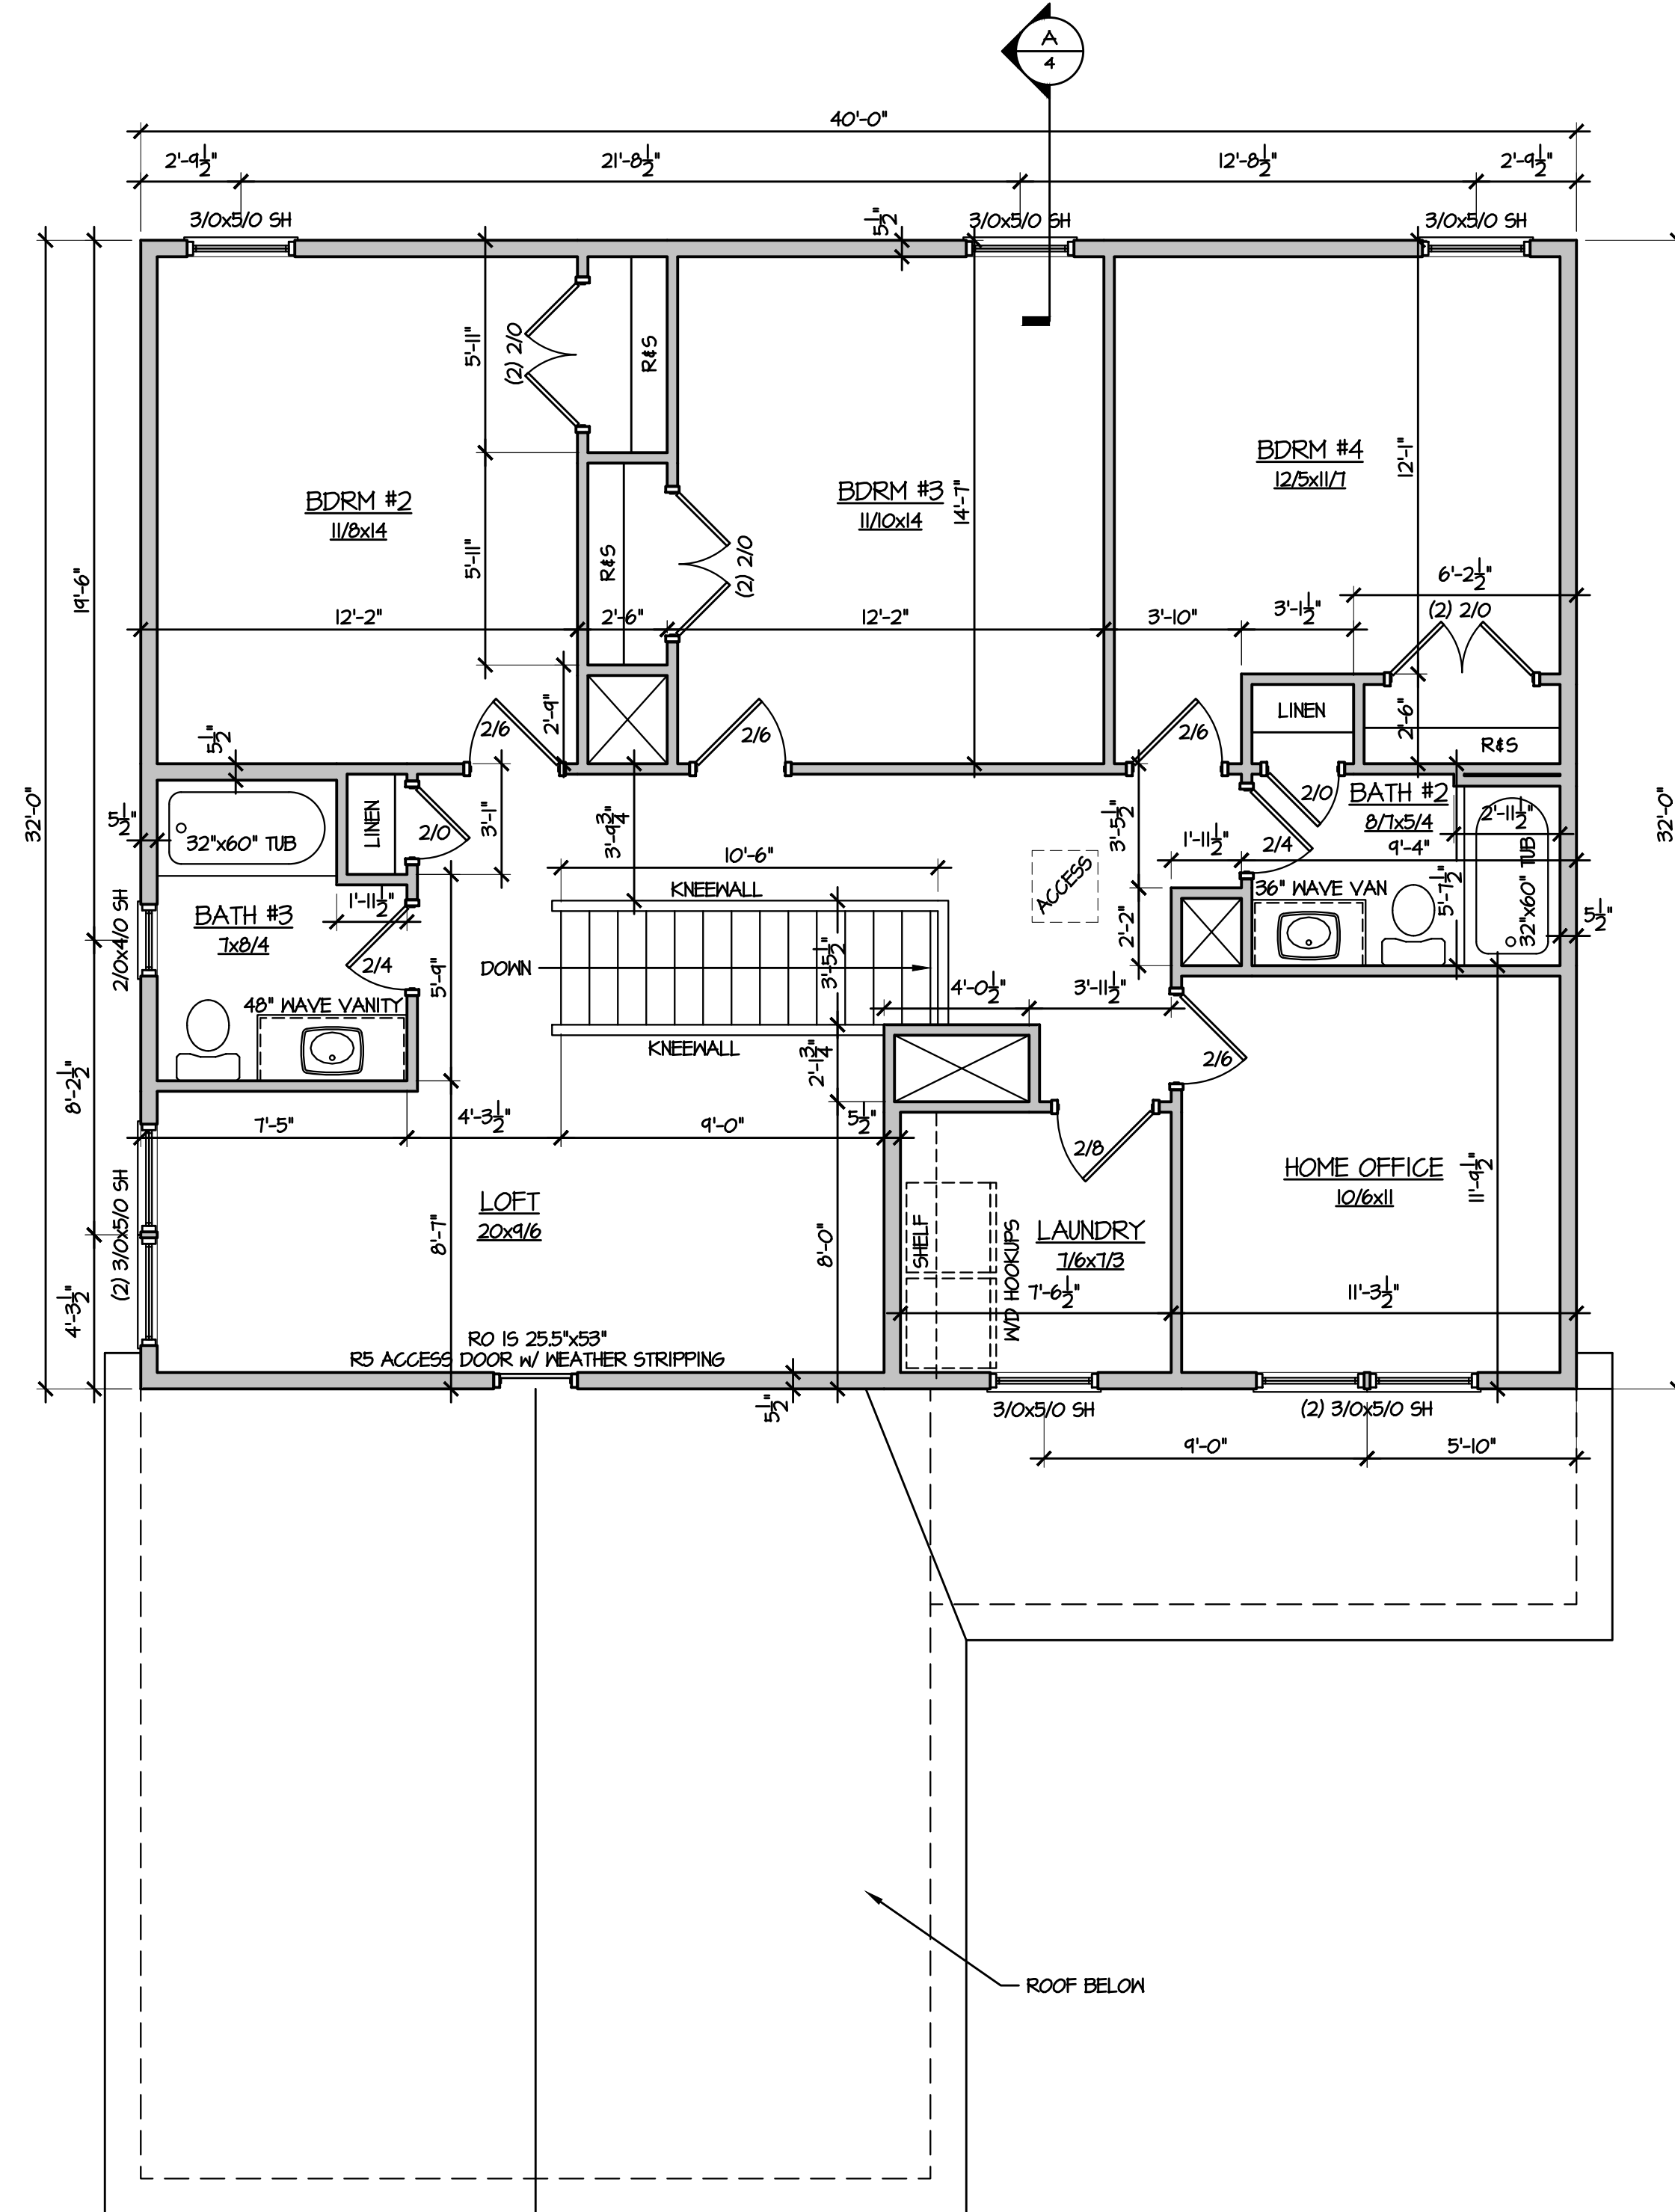 A
4
40'-0"
2'-9½"
21'-8½"
12'-8½"
2'-9½"
3/0x5/0 SH
5½"
3/0x5/0 SH
3/0x5/0 SH
5'-11"
(2) 2/0
R&S
BDRM #2
11/8x14
BDRM #3
11/10x14
14'-7"
BDRM #4
12/5x11/7
12'-1"
19'-6"
5'-11"
R&S
(2) 2/0
6'-2½"
(2) 2/0
12'-2"
2'-6"
12'-2"
3'-10"
3'-1½"
2'-9"
2/6
2/6
2/6
LINEN
2'-6"
R&S
5½"
32'-0"
32'-0"
5½"
32"x60" TUB
LINEN
2/0
3'-1"
3'-9¾"
10'-6"
KNEEWALL
ACCESS
3'-5½"
1'-11½"
2/4
2/0
BATH #2
8/7x5/4
2'-11½"
9'-4"
36" WAVE VAN
5'-7½"
32"x60" TUB
5½"
2/0x4/0 SH
BATH #3
7x8/4
1'-11½"
2/4
5'-9"
DOWN
3'-5½"
2'-2"
4'-0½"
3'-11½"
48" WAVE VANITY
KNEEWALL
2'-1¾"
2/6
8'-2½"
7'-5"
4'-3½"
9'-0"
5½"
2/8
(2) 3/0x5/0 SH
LOFT
20x9/6
8'-7"
8'-0"
SHELF
W/D HOOKUPS
LAUNDRY
7/6x7/3
7'-6½"
HOME OFFICE
10/6x11
11'-9½"
11'-3½"
4'-3½"
RO IS 25.5"x53"
R5 ACCESS DOOR W/ WEATHER STRIPPING
5½"
3/0x5/0 SH
(2) 3/0x5/0 SH
9'-0"
5'-10"
ROOF BELOW